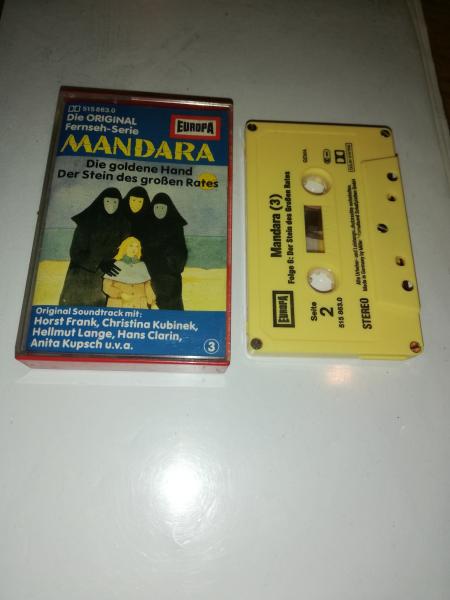 515 863.0
Die ORIGINAL
Fernseh-Serie
EUROPA
MANDARA
Die goldene Hand
Der Stein des großen Rates
Original Soundtrack mit:
Horst Frank, Christina Kubinek,
Hellmut Lange, Hans Clarin,
Anita Kupsch u.v.a.
3
Mandara (3)
Folge 6: Der Stein des Großen Rates
EUROPA
Seite
2
515 863.0
STEREO
GEMA